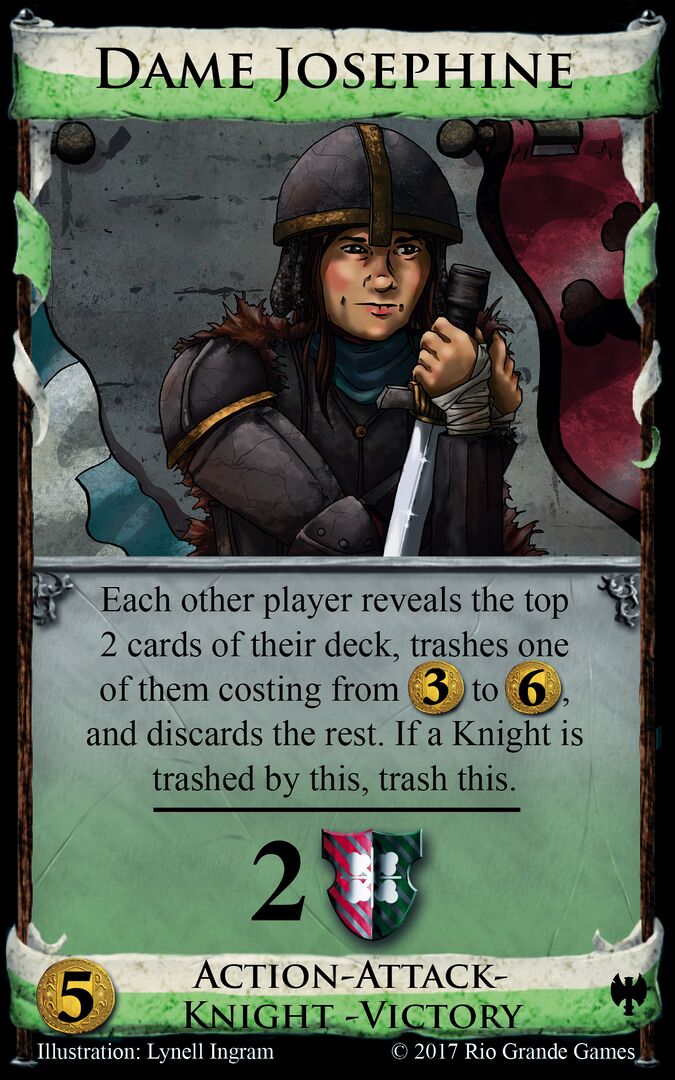 Dame Josephine
Each other player reveals the top
2 cards of their deck, trashes one
of them costing from 3 to 6,
and discards the rest. If a Knight is
trashed by this, trash this.
2
5
Action-Attack-
Knight -Victory
Illustration: Lynell Ingram
© 2017 Rio Grande Games